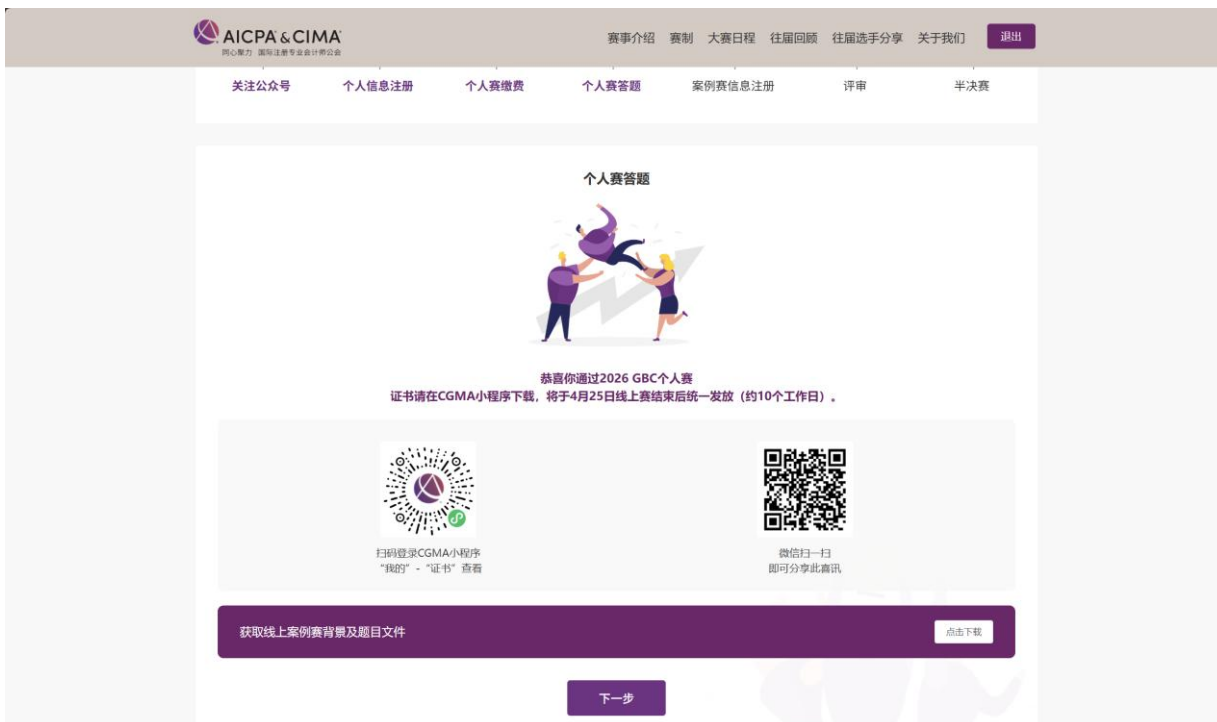 AICPA & CIMA
同心聚力 国际注册专业会计师公会
赛事介绍 赛制 大赛日程 往届回顾 往届选手分享 关于我们 退出
关注公众号 个人信息注册 个人赛缴费 个人赛答题 案例赛信息注册 评审 半决赛
个人赛答题
恭喜你通过2026 GBC个人赛
证书请在CGMA小程序下载，将于4月25日线上赛结束后统一发放（约10个工作日）。
扫码登录CGMA小程序
“我的” - “证书” 查看
微信扫一扫
即可分享此喜讯
获取线上案例赛背景及题目文件 点击下载
下一步